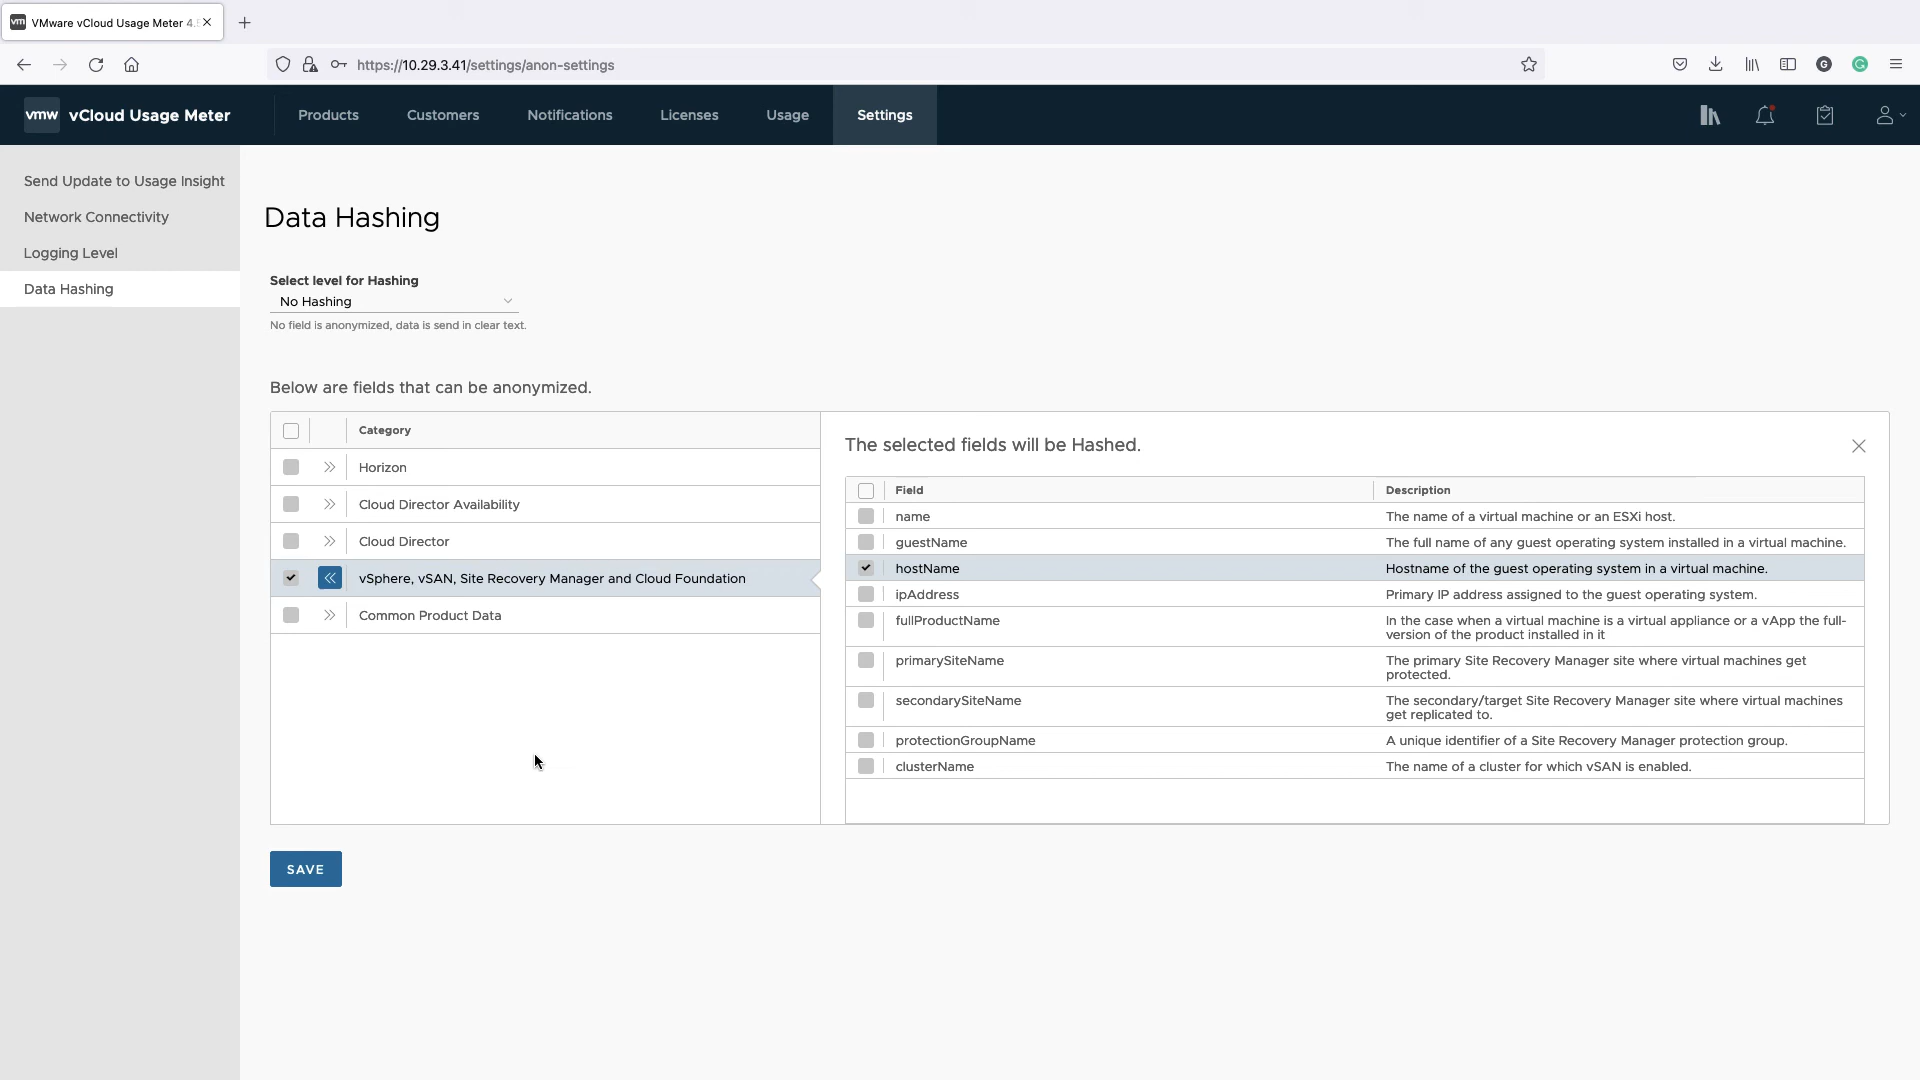 VMware vCloud Usage Meter 4.
https://10.29.3.41/settings/anon-settings
vmw vCloud Usage Meter
Products
Customers
Notifications
Licenses
Usage
Settings
Send Update to Usage Insight
Network Connectivity
Logging Level
Data Hashing
Data Hashing
Select level for Hashing
No Hashing
No field is anonymized, data is send in clear text.
Below are fields that can be anonymized.
Category
Horizon
Cloud Director Availability
Cloud Director
vSphere, vSAN, Site Recovery Manager and Cloud Foundation
Common Product Data
The selected fields will be Hashed.
Field Description
name The name of a virtual machine or an ESXi host.
guestName The full name of any guest operating system installed in a virtual machine.
hostName Hostname of the guest operating system in a virtual machine.
ipAddress Primary IP address assigned to the guest operating system.
fullProductName In the case when a virtual machine is a virtual appliance or a vApp the full-
version of the product installed in it
primarySiteName The primary Site Recovery Manager site where virtual machines get
protected.
secondarySiteName The secondary/target Site Recovery Manager site where virtual machines
get replicated to.
protectionGroupName A unique identifier of a Site Recovery Manager protection group.
clusterName The name of a cluster for which vSAN is enabled.
SAVE